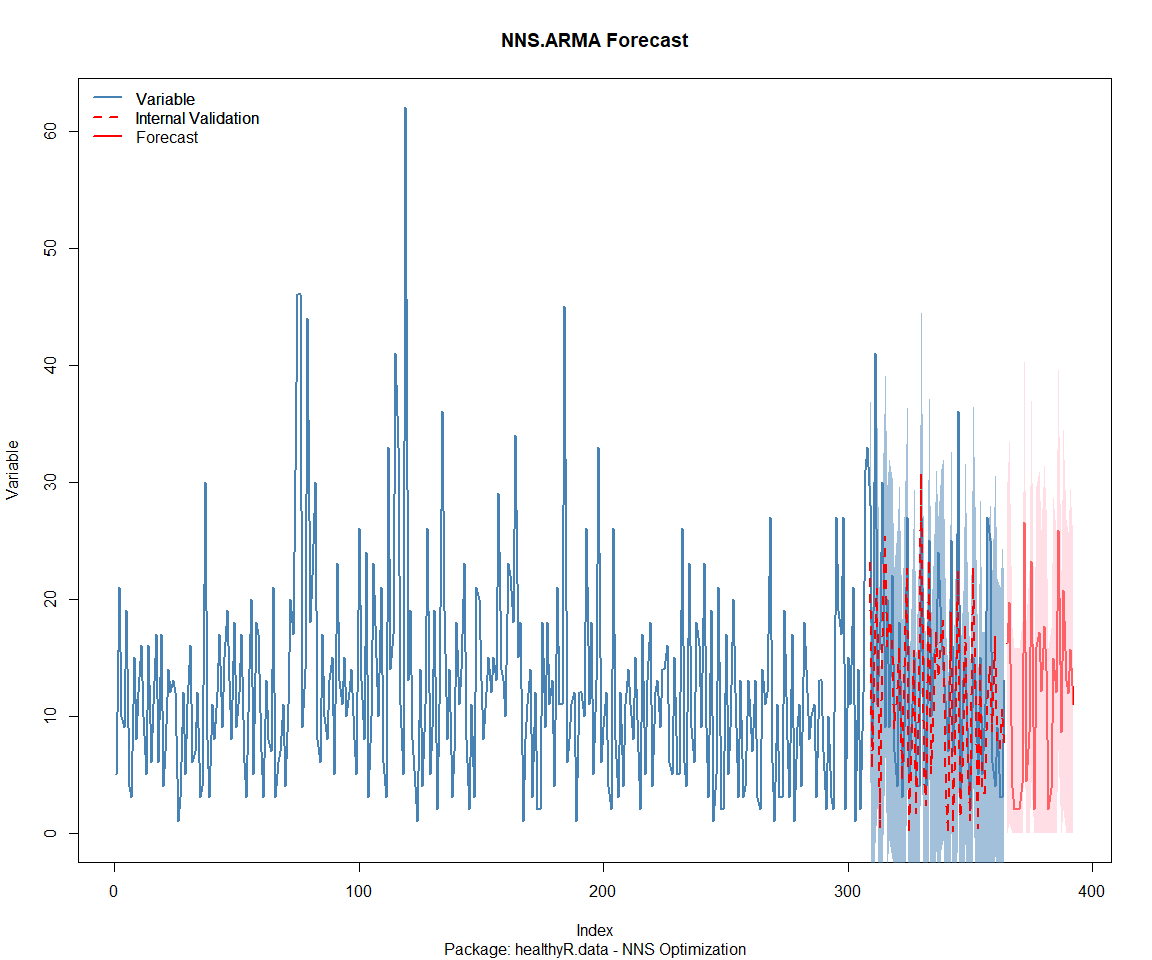 NNS.ARMA Forecast
Variable
Internal Validation
Forecast
60
50
40
30
20
10
0
Variable
0
100
200
300
400
Index
Package: healthyR.data - NNS Optimization